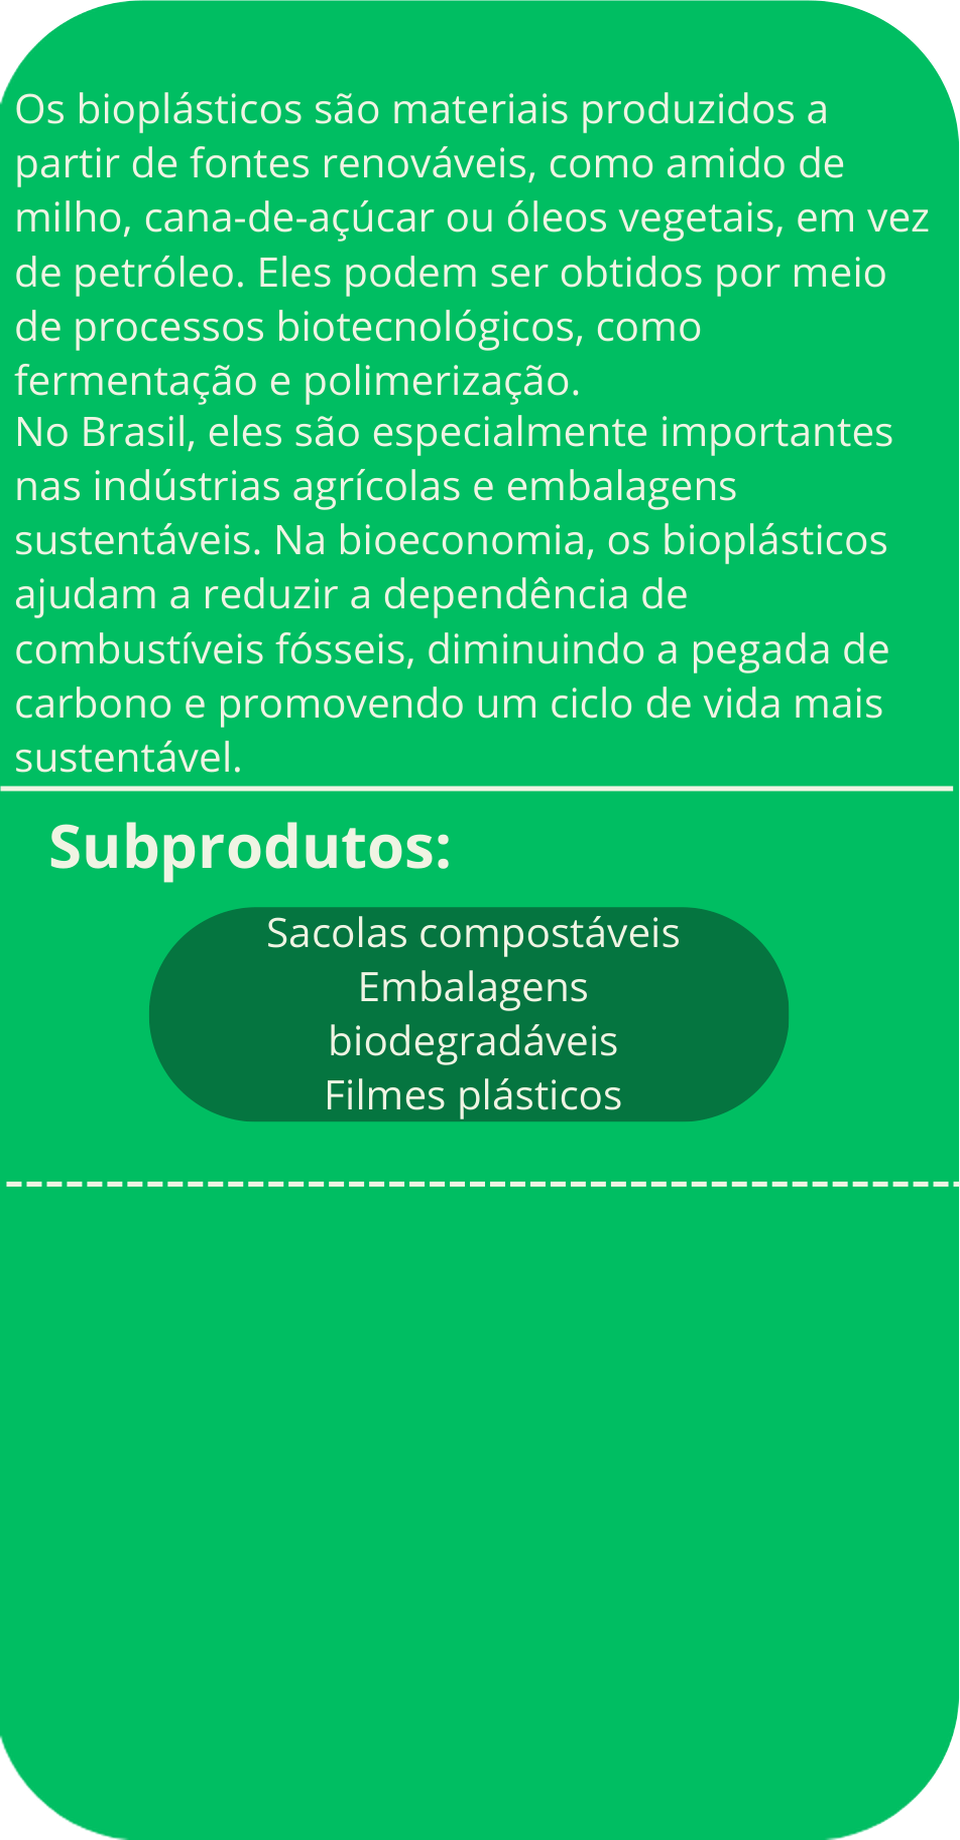 Os bioplásticos são materiais produzidos a
partir de fontes renováveis, como amido de
milho, cana-de-açúcar ou óleos vegetais, em vez
de petróleo. Eles podem ser obtidos por meio
de processos biotecnológicos, como
fermentação e polimerização.
No Brasil, eles são especialmente importantes
nas indústrias agrícolas e embalagens
sustentáveis. Na bioeconomia, os bioplásticos
ajudam a reduzir a dependência de
combustíveis fósseis, diminuindo a pegada de
carbono e promovendo um ciclo de vida mais
sustentável.
Subprodutos:
Sacolas compostáveis
Embalagens
biodegradáveis
Filmes plásticos